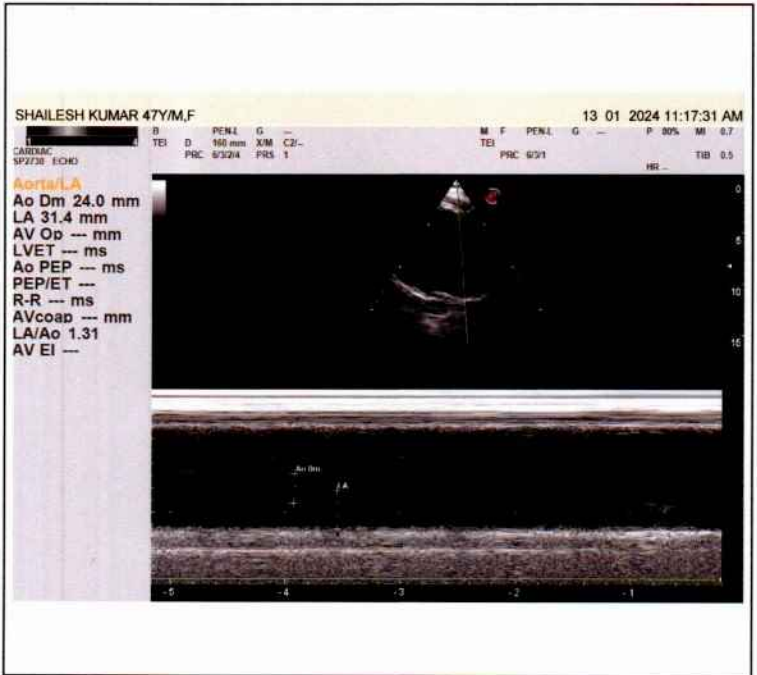 SHAILESH KUMAR 47Y/M,F 13 01 2024 11:17:31 AM
B PEN-L G --- M F PEN-L G --- P 80% MI 0.7
TEI D 160 mm X/M C2/-- TEI
CARDIAC PRC 6/3/2/4 PRS 1 PRC 6/3/1 TIB 0.5
SP2730 ECHO HR --
Aorta/LA
Ao Dm 24.0 mm
LA 31.4 mm
AV Op --- mm
LVET --- ms
Ao PEP --- ms
PEP/ET ---
R-R --- ms
AVcoap --- mm
LA/Ao 1.31
AV EI ---
0
5
10
15
Ao Dm
LA
-5 -4 -3 -2 -1